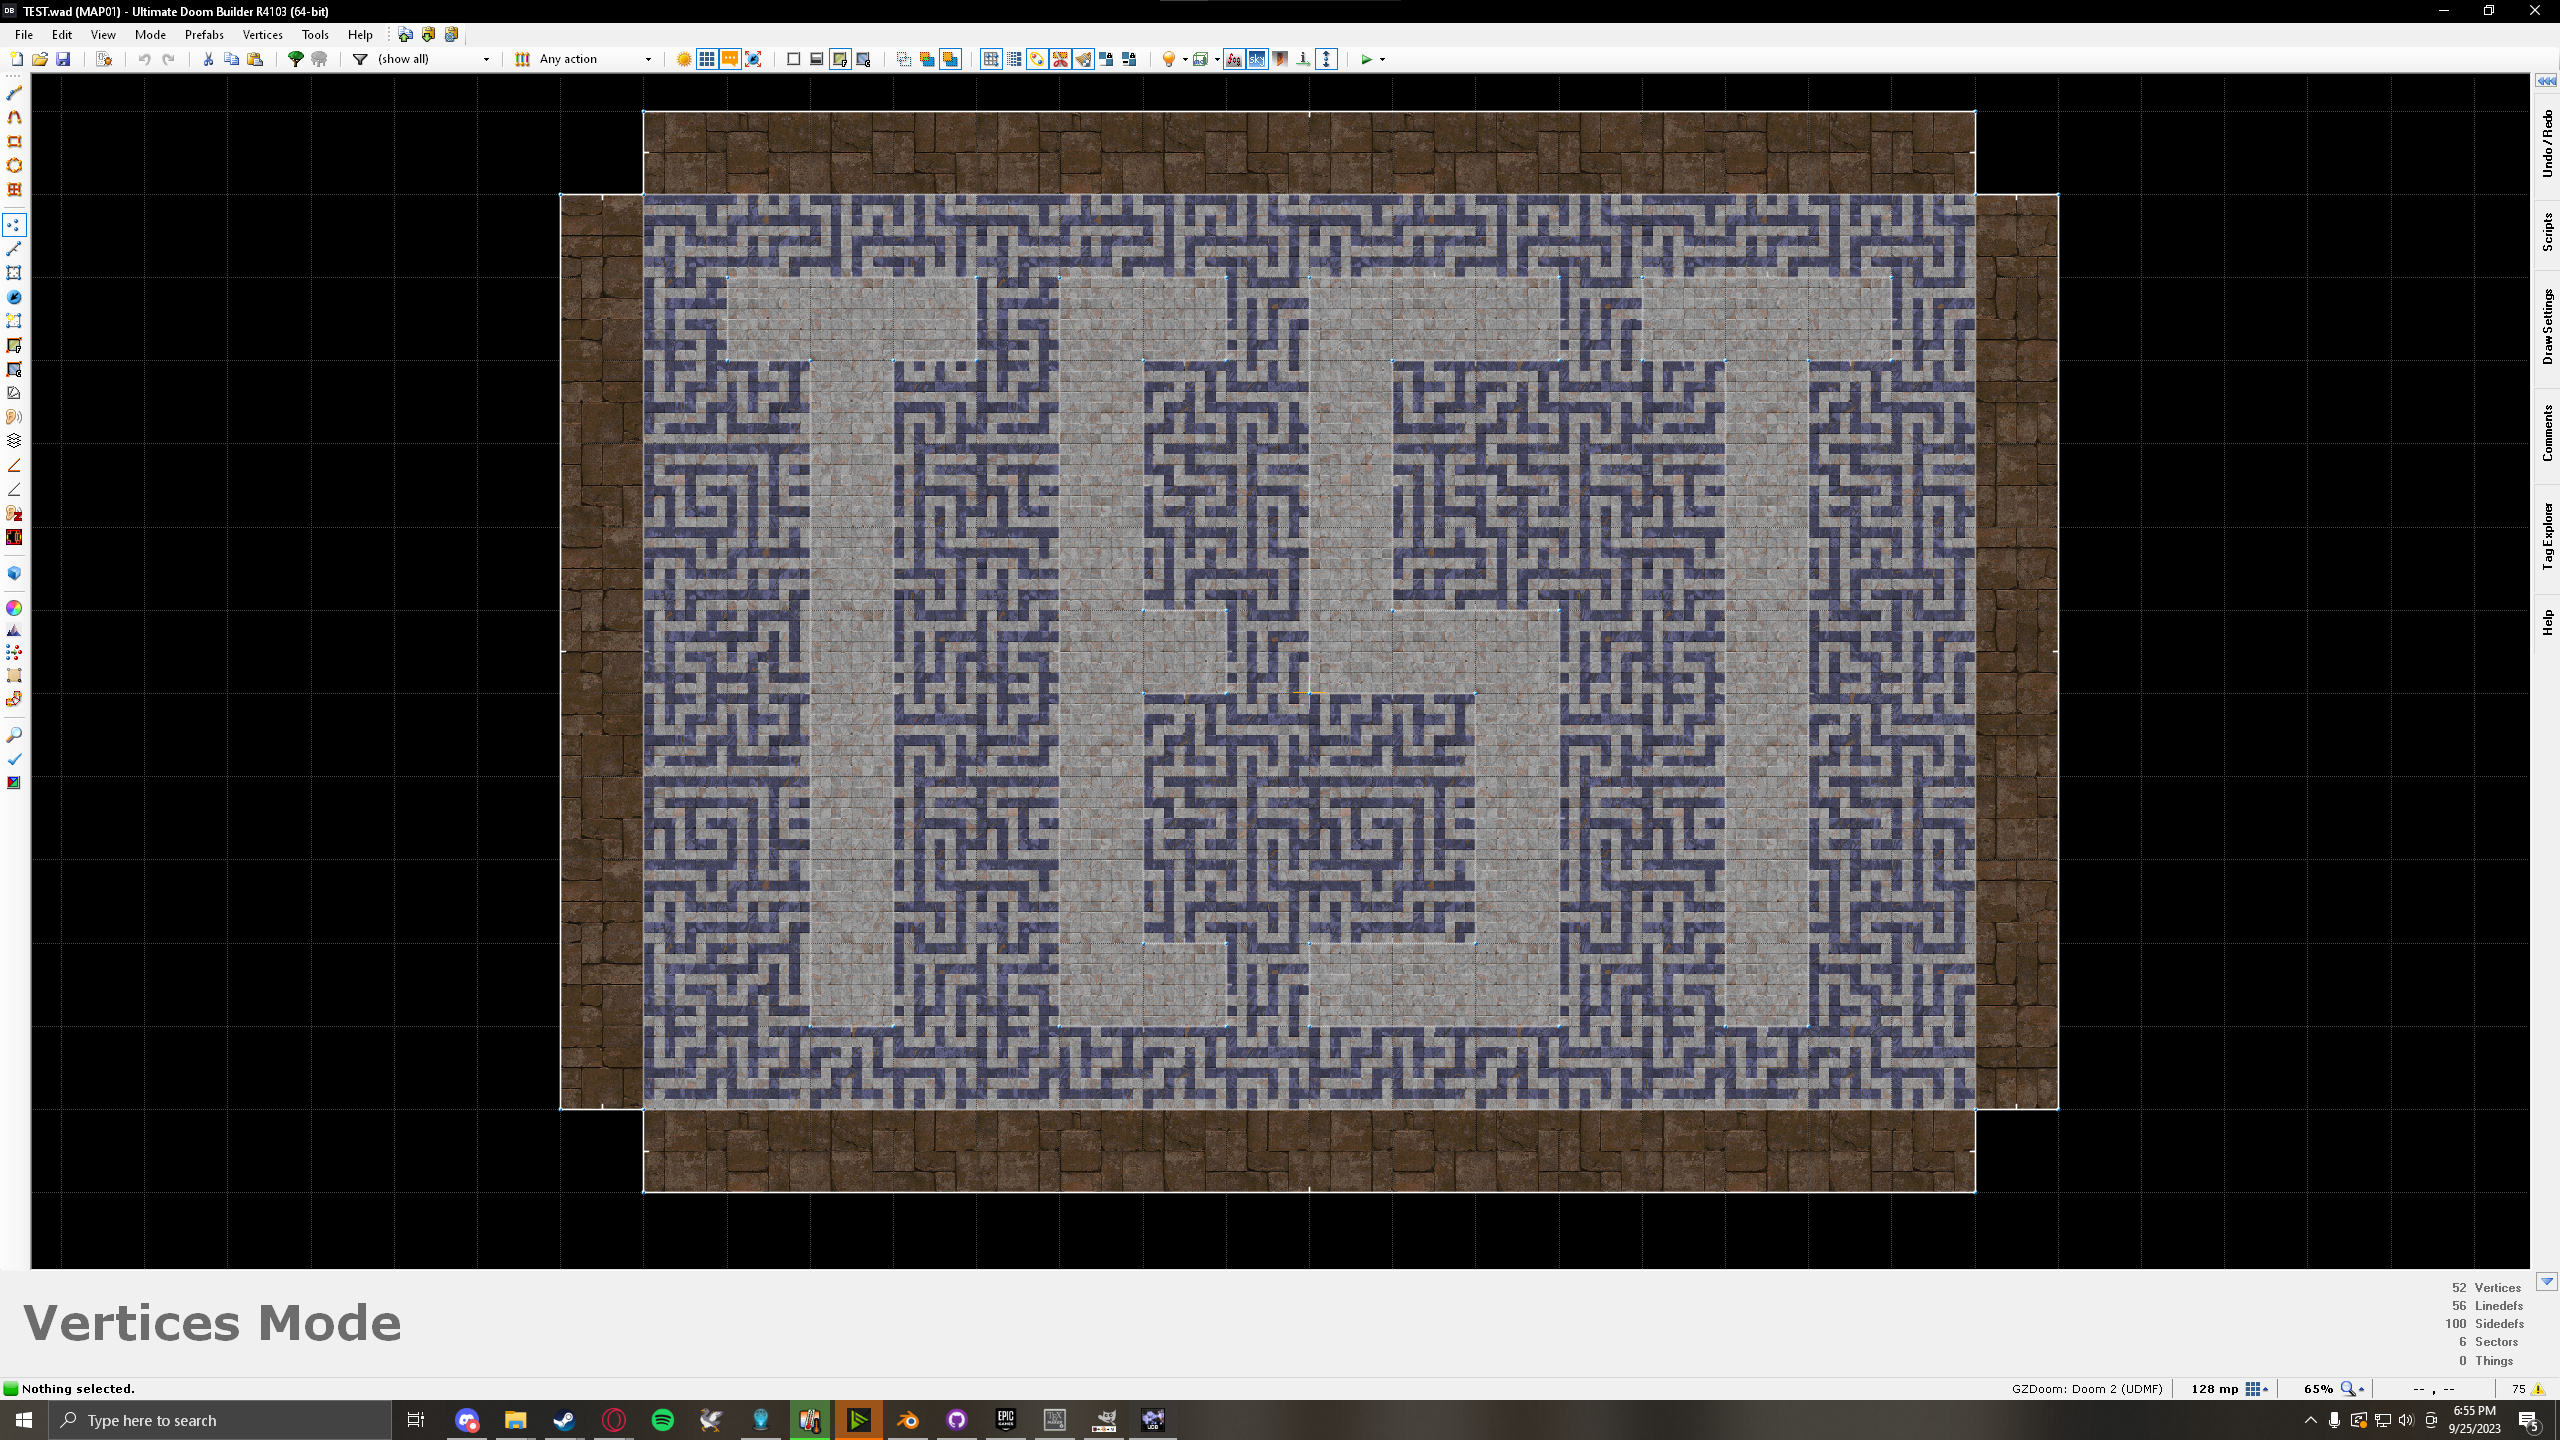 TEST.wad (MAP01) - Ultimate Doom Builder R4103 (64-bit)
File Edit View Mode Prefabs Vertices Tools Help
(show all) Any action
TEST
Undo / Redo
Scripts
Draw Settings
Comments
Tag Explorer
Help
Vertices Mode
52 Vertices
56 Linedefs
100 Sidedefs
6 Sectors
0 Things
Nothing selected.
GZDoom: Doom 2 (UDMF) 128 mp 65% -- , -- 75
Type here to search
6:55 PM
9/25/2023
5